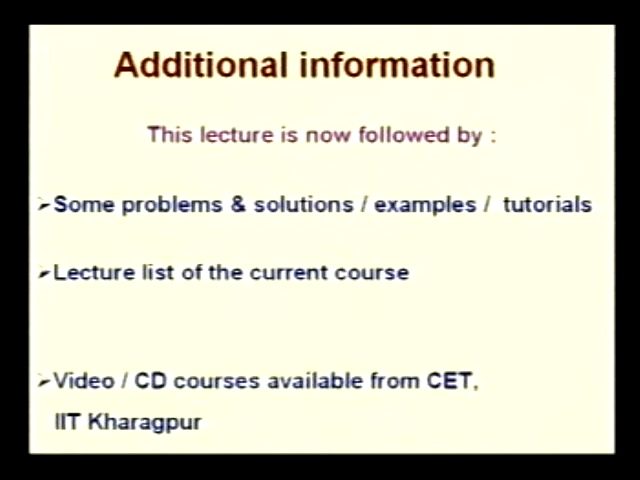 Additional information
This lecture is now followed by :
➢Some problems & solutions / examples / tutorials
➢Lecture list of the current course
➢Video / CD courses available from CET,
IIT Kharagpur